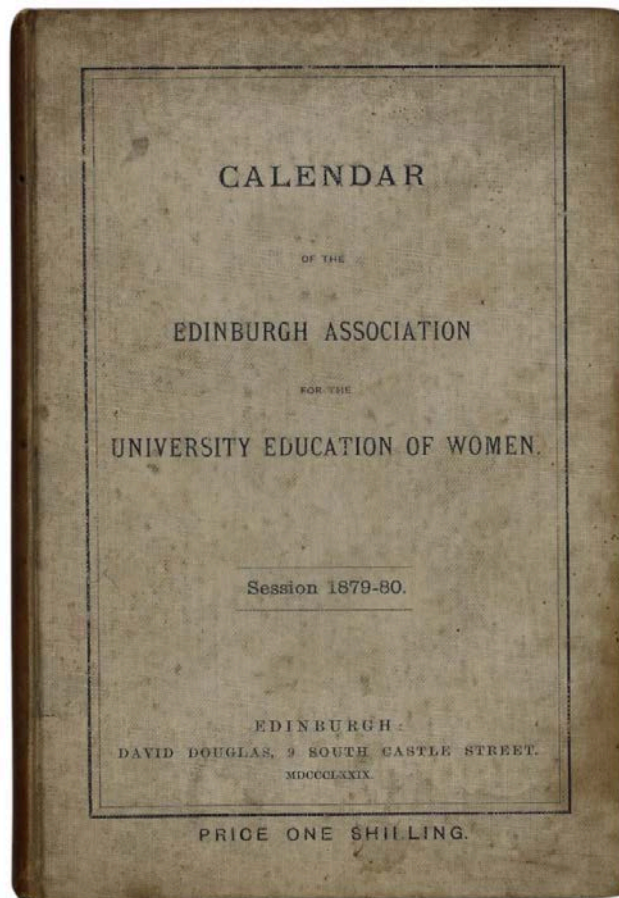 CALENDAR
OF THE
EDINBURGH ASSOCIATION
FOR THE
UNIVERSITY EDUCATION OF WOMEN.
Session 1879-80.
EDINBURGH:
DAVID DOUGLAS, 9 SOUTH CASTLE STREET.
MDCCCLXXIX.
PRICE ONE SHILLING.